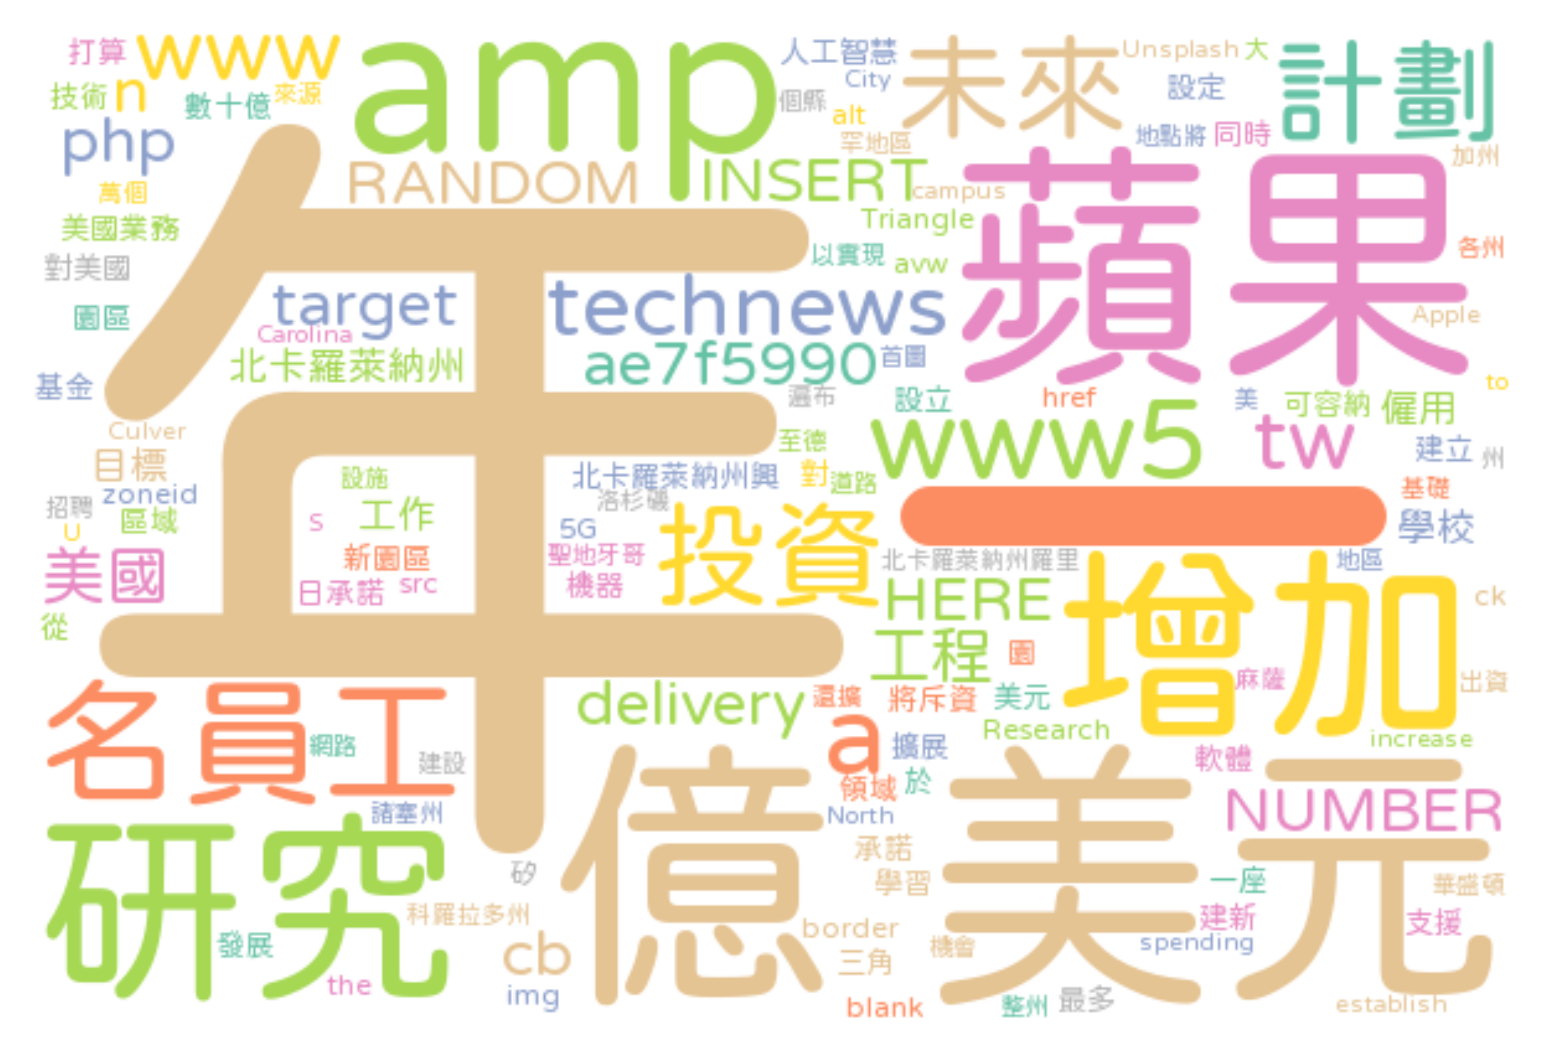 打算 www amp 人工智慧 未來 Unsplash 大 計劃
技術 n 數十億 來源 City 設定
php 個縣 alt 罕地區 地點將 同時 加州
萬個 RANDOM INSERT campus 蘋果
美國業務 Triangle 各州
對美國 年 以實現 avw
園區 target technews Apple
Carolina
北卡羅萊納州 ae7f5990 首圖
基金 遍布 設立 href 美 可容納 僱用 to
Culver www5 tw
目標 至德 建立 州
zoneid 設施 北卡羅萊納州興 對 道路 一 基礎
招聘 區域 s 工作 洛杉磯 投資 學校
U 5G
美國 新園區 聖地牙哥 北卡羅萊納州羅里 地區
日承諾 src 機器 HERE 增加 ck
從 工程 園
名員工 delivery 還擴 將斥資 美元 麻薩 出資
網路 建設 a 擴展 Research 軟體 increase
領域 於
諸塞州 億 North 美元 NUMBER
研究 矽 承諾
學習 一座 華盛頓
科羅拉多州 border 建新 支援
發展 cb 三角 機會 spending
the img blank 整州 最多 establish